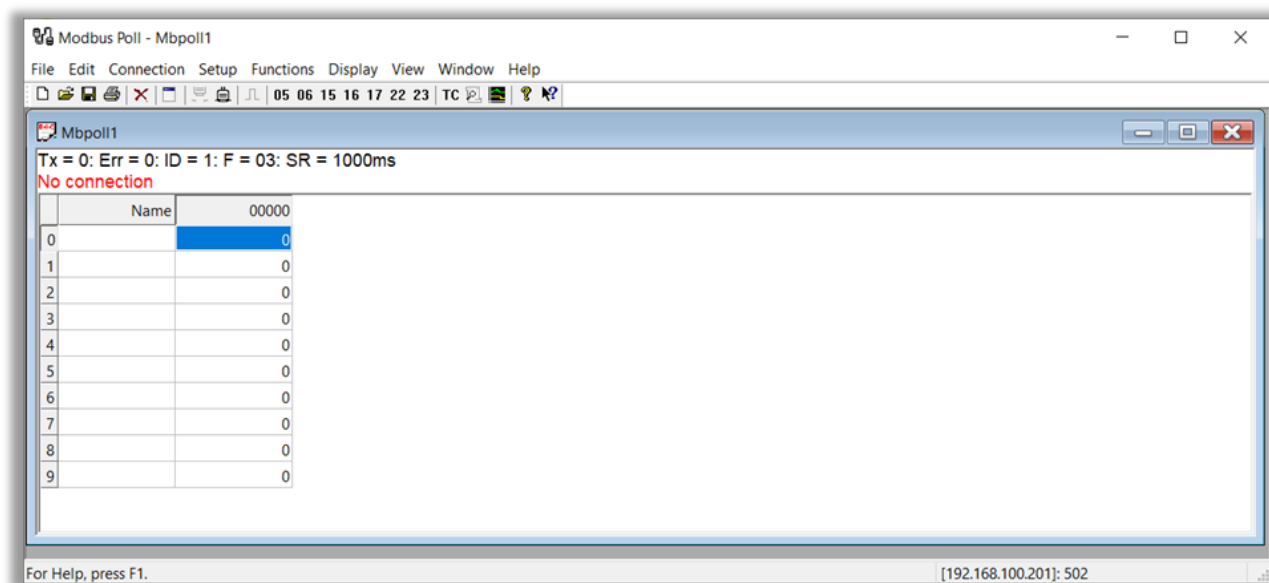 Modbus Poll - Mbpoll1
File Edit Connection Setup Functions Display View Window Help
05 06 15 16 17 22 23 TC
Mbpoll1
Tx = 0: Err = 0: ID = 1: F = 03: SR = 1000ms
No connection
Name 00000
0 0
1 0
2 0
3 0
4 0
5 0
6 0
7 0
8 0
9 0
For Help, press F1. [192.168.100.201]: 502